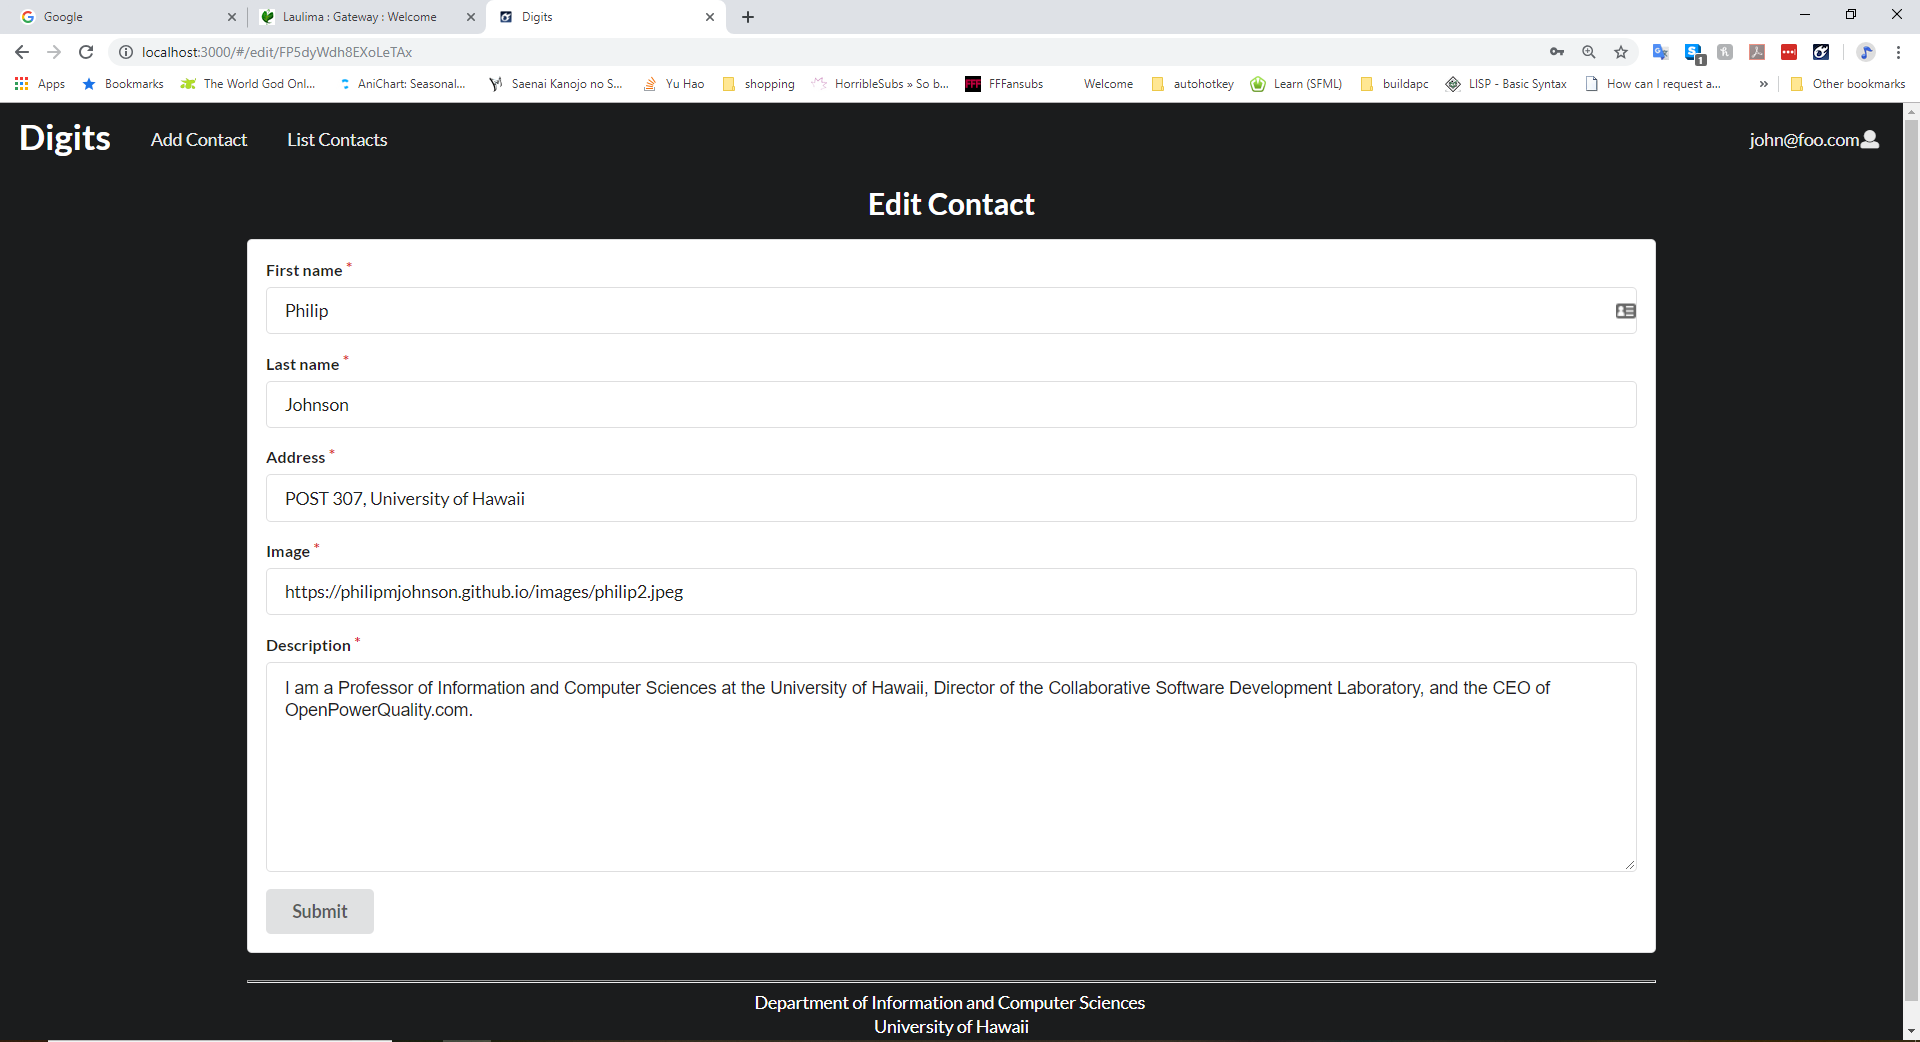 Google
Laulima : Gateway : Welcome
Digits
localhost:3000/#/edit/FP5dyWdh8EXoLeTAx
1
Apps
Bookmarks
The World God Onl...
AniChart: Seasonal...
Saenai Kanojo no S...
Yu Hao
shopping
HorribleSubs » So b...
FFF
FFFansubs
Welcome
autohotkey
Learn (SFML)
buildapc
LISP - Basic Syntax
How can I request a...
»
Other bookmarks
Digits
Add Contact
List Contacts
john@foo.com
Edit Contact
First name *
Philip
Last name *
Johnson
Address *
POST 307, University of Hawaii
Image *
https://philipmjohnson.github.io/images/philip2.jpeg
Description *
I am a Professor of Information and Computer Sciences at the University of Hawaii, Director of the Collaborative Software Development Laboratory, and the CEO of
OpenPowerQuality.com.
Submit
Department of Information and Computer Sciences
University of Hawaii